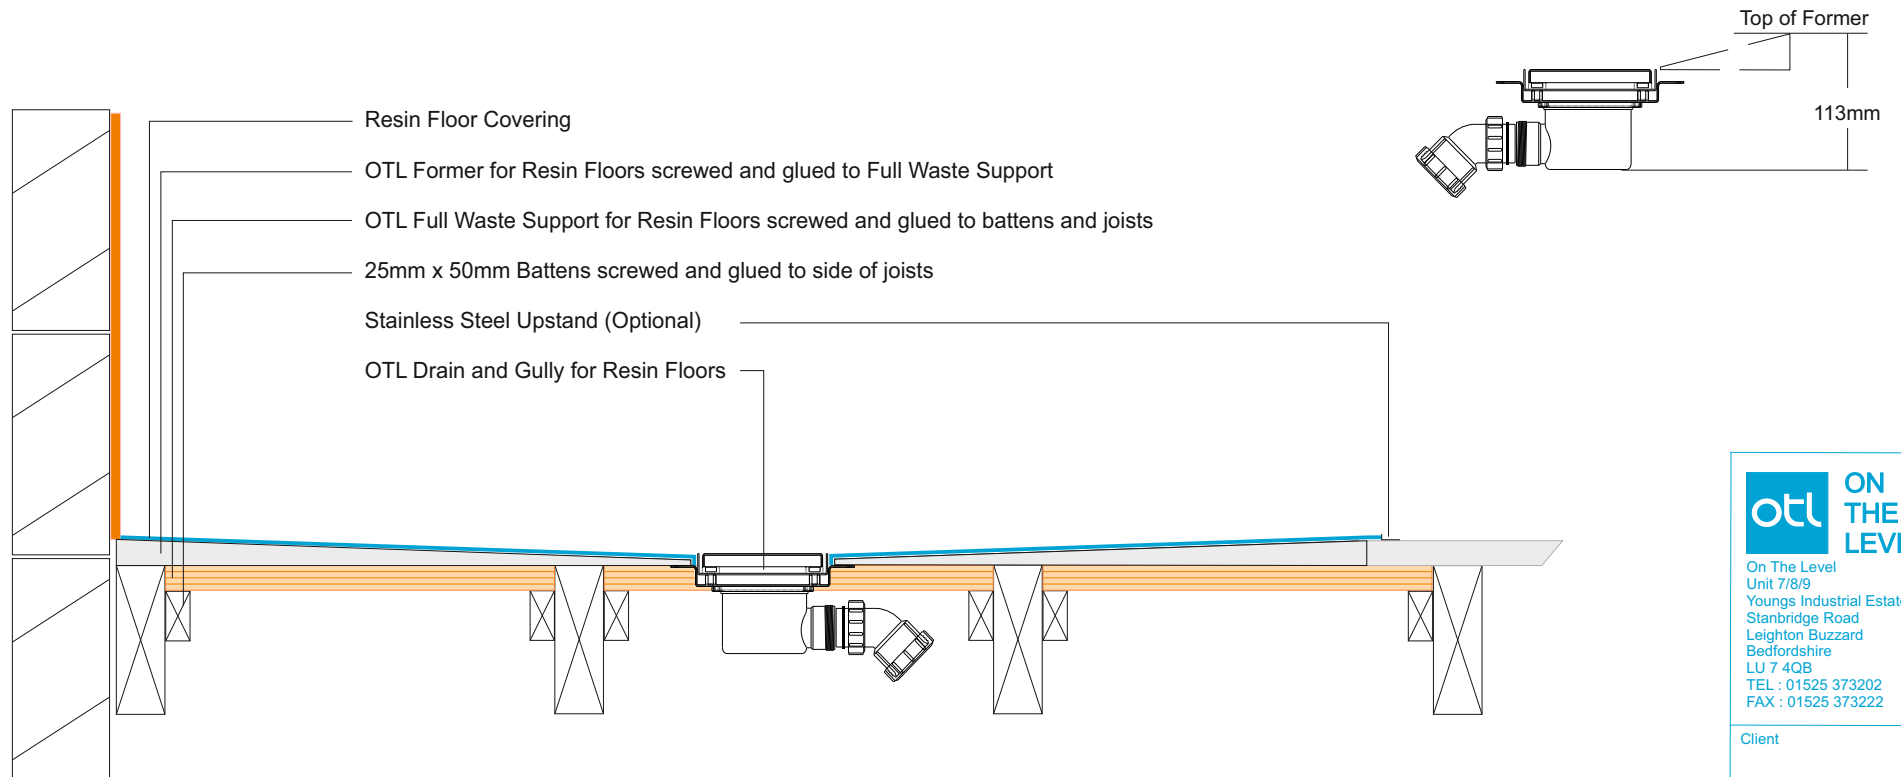 Top of Former
113mm
Resin Floor Covering
OTL Former for Resin Floors screwed and glued to Full Waste Support
OTL Full Waste Support for Resin Floors screwed and glued to battens and joists
25mm x 50mm Battens screwed and glued to side of joists
Stainless Steel Upstand (Optional)
OTL Drain and Gully for Resin Floors
otl
ON
THE
LEVE
On The Level
Unit 7/8/9
Youngs Industrial Estate
Stanbridge Road
Leighton Buzzard
Bedfordshire
LU 7 4QB
TEL : 01525 373202
FAX : 01525 373222
Client